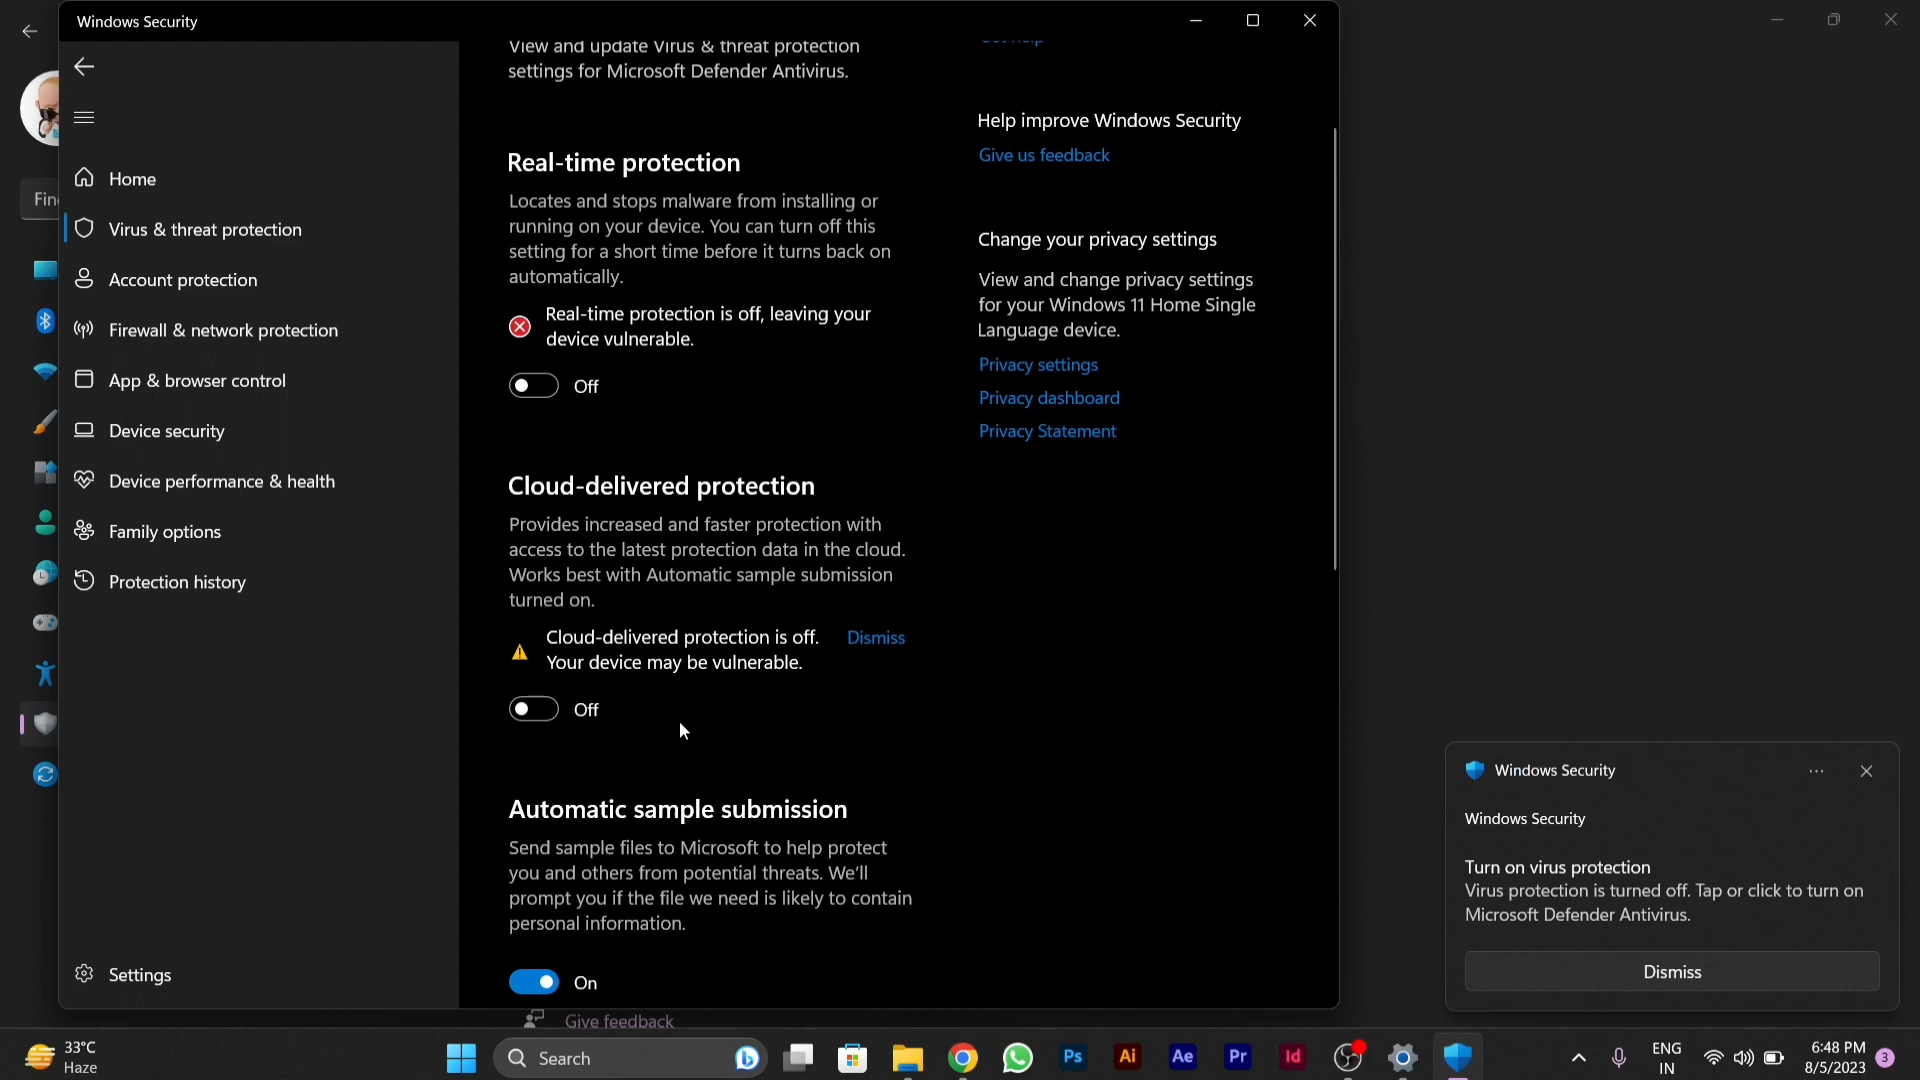 Windows Security
Fin
Home
Virus & threat protection
Account protection
Firewall & network protection
App & browser control
Device security
Device performance & health
Family options
Protection history
Settings
View and update Virus & threat protection
settings for Microsoft Defender Antivirus.
Real-time protection
Locates and stops malware from installing or
running on your device. You can turn off this
setting for a short time before it turns back on
automatically.
Real-time protection is off, leaving your
device vulnerable.
Off
Cloud-delivered protection
Provides increased and faster protection with
access to the latest protection data in the cloud.
Works best with Automatic sample submission
turned on.
Cloud-delivered protection is off. Dismiss
Your device may be vulnerable.
Off
Automatic sample submission
Send sample files to Microsoft to help protect
you and others from potential threats. We'll
prompt you if the file we need is likely to contain
personal information.
On
Give feedback
Help improve Windows Security
Give us feedback
Change your privacy settings
View and change privacy settings
for your Windows 11 Home Single
Language device.
Privacy settings
Privacy dashboard
Privacy Statement
Windows Security
Windows Security
Turn on virus protection
Virus protection is turned off. Tap or click to turn on
Microsoft Defender Antivirus.
Dismiss
33°C
Haze
Search
Ps
Ai
Ae
Pr
Id
ENG
IN
6:48 PM
8/5/2023
3